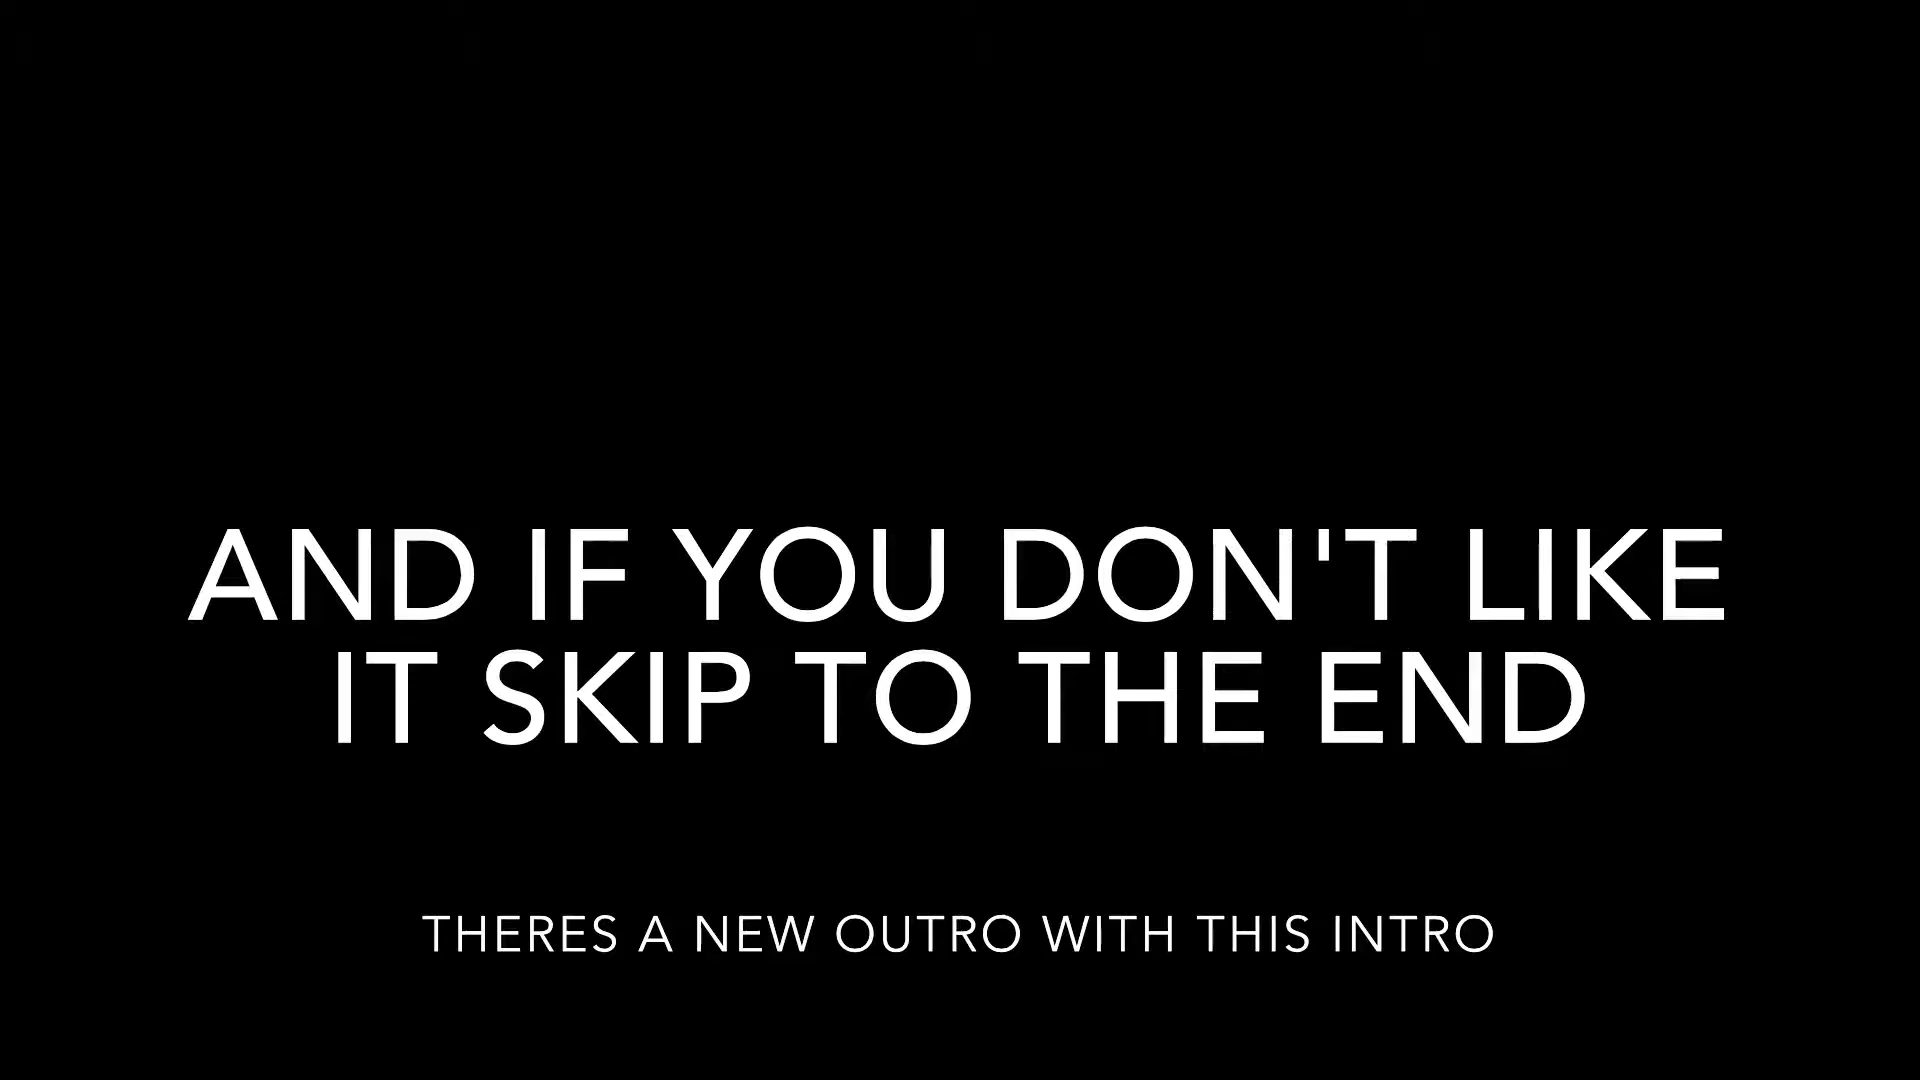 AND IF YOU DON'T LIKE
IT SKIP TO THE END
THERES A NEW OUTRO WITH THIS INTRO